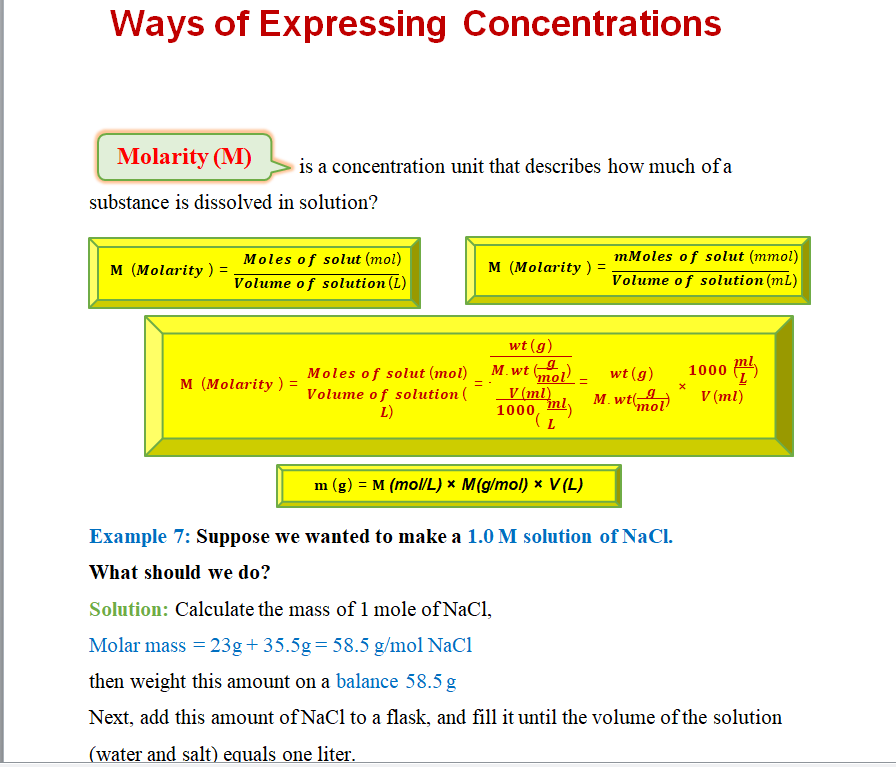 Ways of Expressing Concentrations
Molarity (M) is a concentration unit that describes how much of a
substance is dissolved in solution?
M (Molarity) = Moles of solut (mol) / Volume of solution (L)
M (Molarity) = mMoles of solut (mmol) / Volume of solution (mL)
M (Molarity) = Moles of solut (mol) / Volume of solution (L) = wt (g) / M.wt (g/mol) / V (ml) / 1000 (ml/L) = wt (g) / M.wt (g/mol) × 1000 (ml/L) / V (ml)
m (g) = M (mol/L) × M(g/mol) × V (L)
Example 7: Suppose we wanted to make a 1.0 M solution of NaCl.
What should we do?
Solution: Calculate the mass of 1 mole of NaCl,
Molar mass = 23g + 35.5g = 58.5 g/mol NaCl
then weight this amount on a balance 58.5 g
Next, add this amount of NaCl to a flask, and fill it until the volume of the solution
(water and salt) equals one liter.